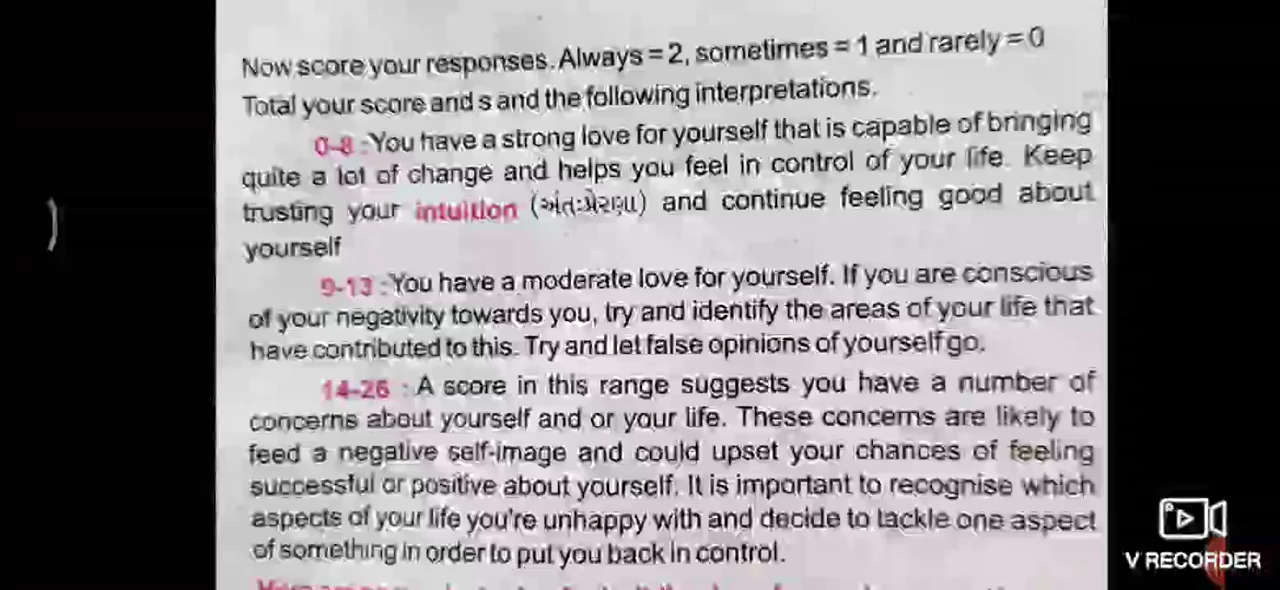 Now score your responses. Always = 2, sometimes = 1 and rarely = 0
Total your score and s and the following interpretations.
0-8 : You have a strong love for yourself that is capable of bringing
quite a lot of change and helps you feel in control of your life. Keep
trusting your intuition (અંતઃપ્રેરણા) and continue feeling good about
yourself
9-13 : You have a moderate love for yourself. If you are conscious
of your negativity towards you, try and identify the areas of your life that
have contributed to this. Try and let false opinions of yourself go.
14-26 : A score in this range suggests you have a number of
concerns about yourself and or your life. These concerns are likely to
feed a negative self-image and could upset your chances of feeling
successful or positive about yourself. It is important to recognise which
aspects of your life you're unhappy with and decide to tackle one aspect
of something in order to put you back in control.
V RECORDER